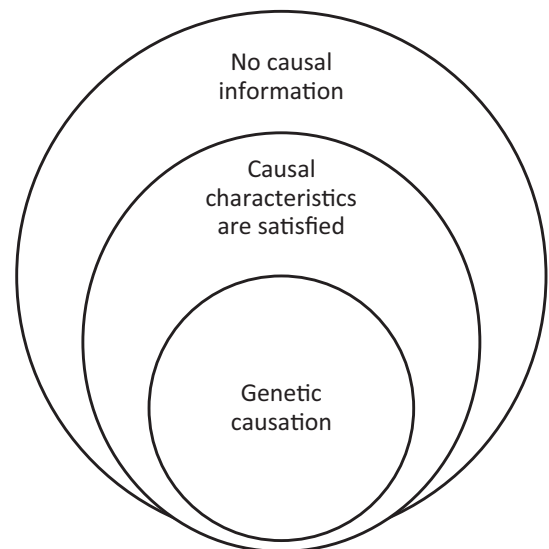 No causal
information
Causal
characteristics
are satisfied
Genetic
causation